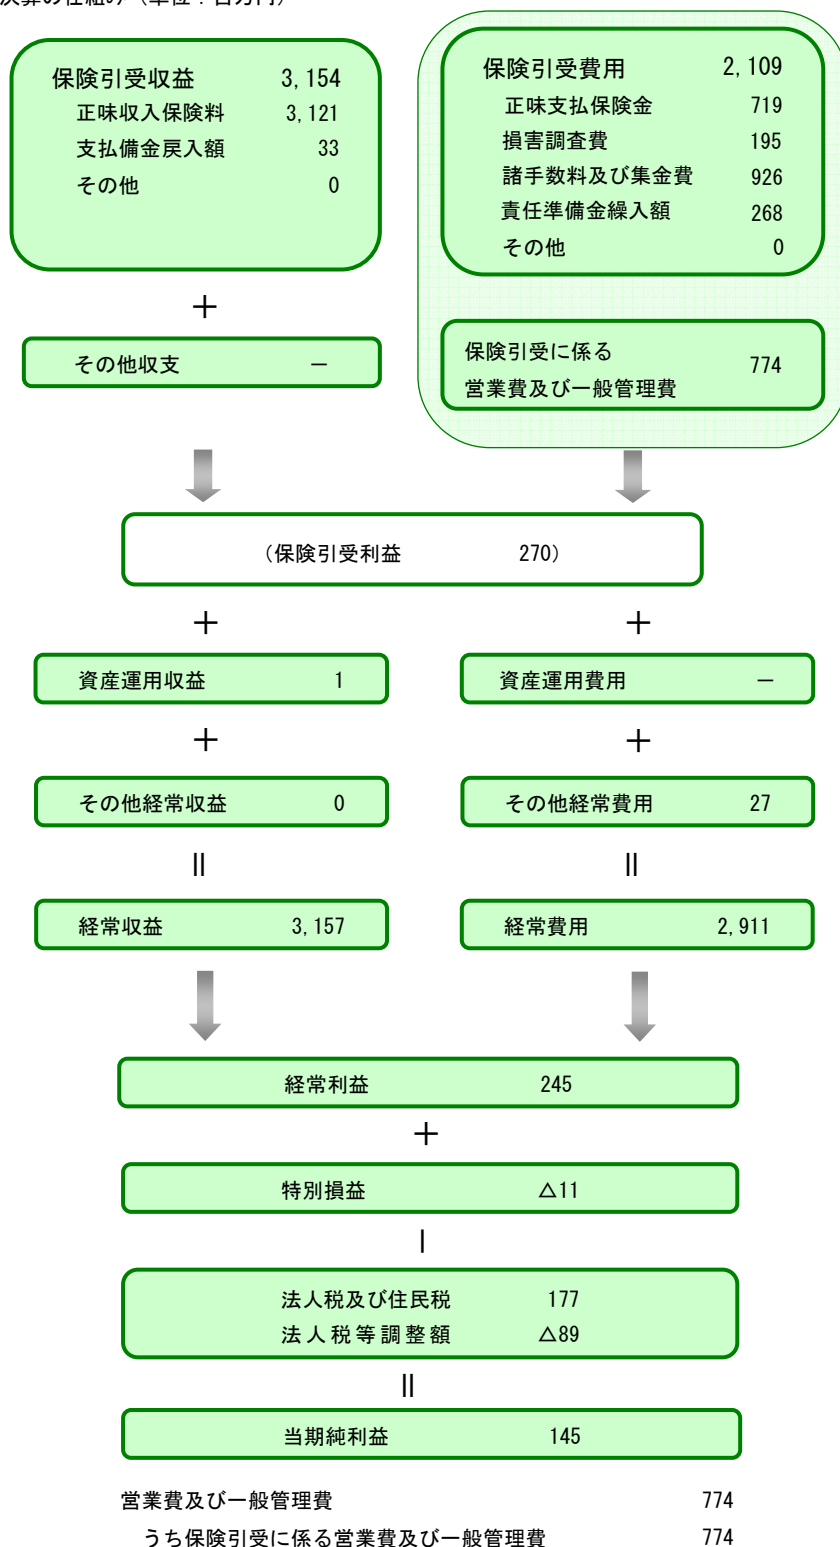 決算の仕組み（単位：百万円）
保険引受収益 3,154
正味収入保険料 3,121
支払備金戻入額 33
その他 0
保険引受費用 2,109
正味支払保険金 719
損害調査費 195
諸手数料及び集金費 926
責任準備金繰入額 268
その他 0
＋
その他収支 －
保険引受に係る
営業費及び一般管理費 774
（保険引受利益 270）
＋ ＋
資産運用収益 1
資産運用費用 －
＋ ＋
その他経常収益 0
その他経常費用 27
＝ ＝
経常収益 3,157
経常費用 2,911
経常利益 245
＋
特別損益 △11
－
法人税及び住民税 177
法人税等調整額 △89
＝
当期純利益 145
営業費及び一般管理費 774
うち保険引受に係る営業費及び一般管理費 774